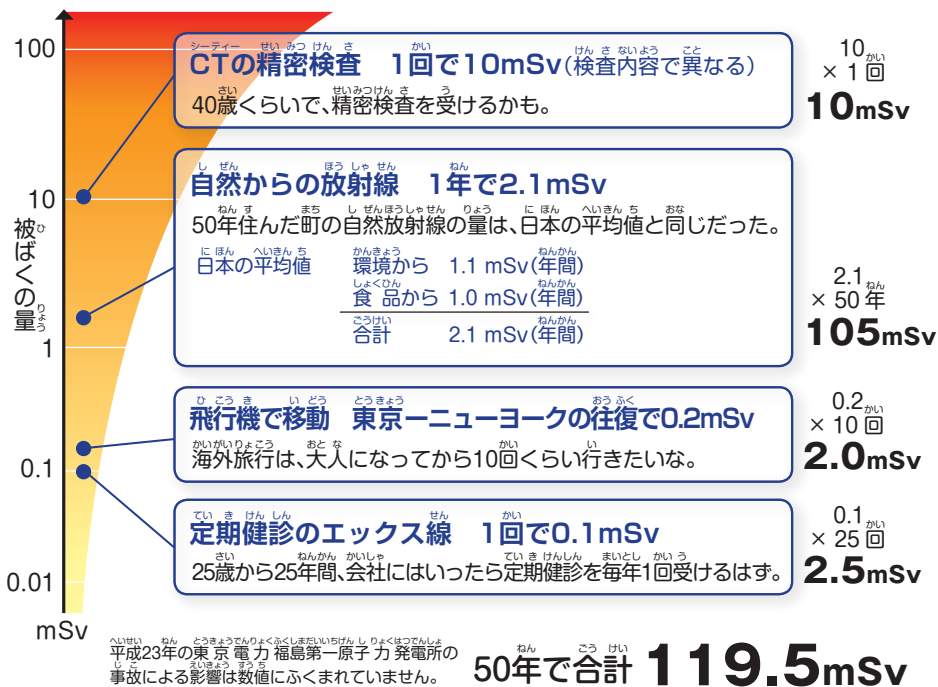 100
10
1
0.1
0.01
mSv
被ばくの量
CTの精密検査　1回で10mSv(検査内容で異なる)
40歳くらいで、精密検査を受けるかも。
10
× 1 回
10mSv
自然からの放射線　1年で2.1mSv
50年住んだ町の自然放射線の量は、日本の平均値と同じだった。
日本の平均値　環境から　1.1 mSv(年間)
食品から　1.0 mSv(年間)
合計　2.1 mSv(年間)
2.1
× 50 年
105mSv
飛行機で移動　東京ーニューヨークの往復で0.2mSv
海外旅行は、大人になってから10回くらい行きたいな。
0.2
× 10 回
2.0mSv
定期健診のエックス線　1回で0.1mSv
25歳から25年間、会社にはいったら定期健診を毎年1回受けるはず。
0.1
× 25 回
2.5mSv
平成23年の東京電力福島第一原子力発電所の
事故による影響は数値にふくまれていません。
50年で合計 119.5mSv